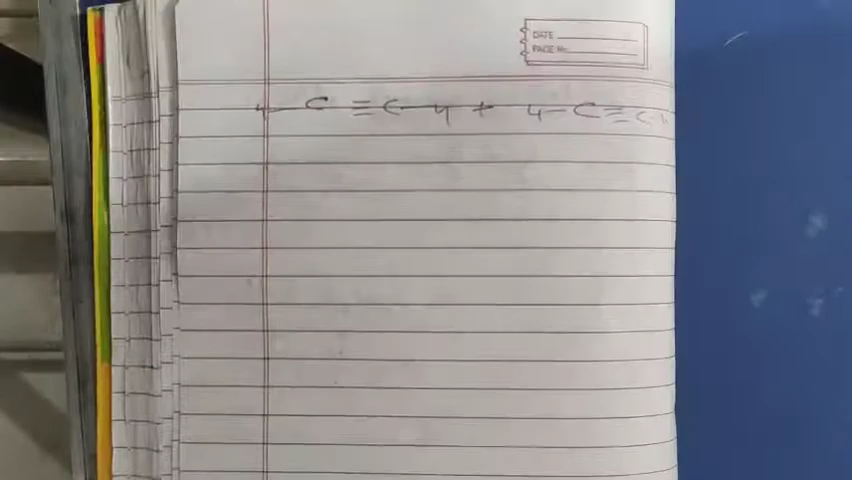 DATE
PAGE No.
H - C ≡ C - H + H - C ≡ C - H